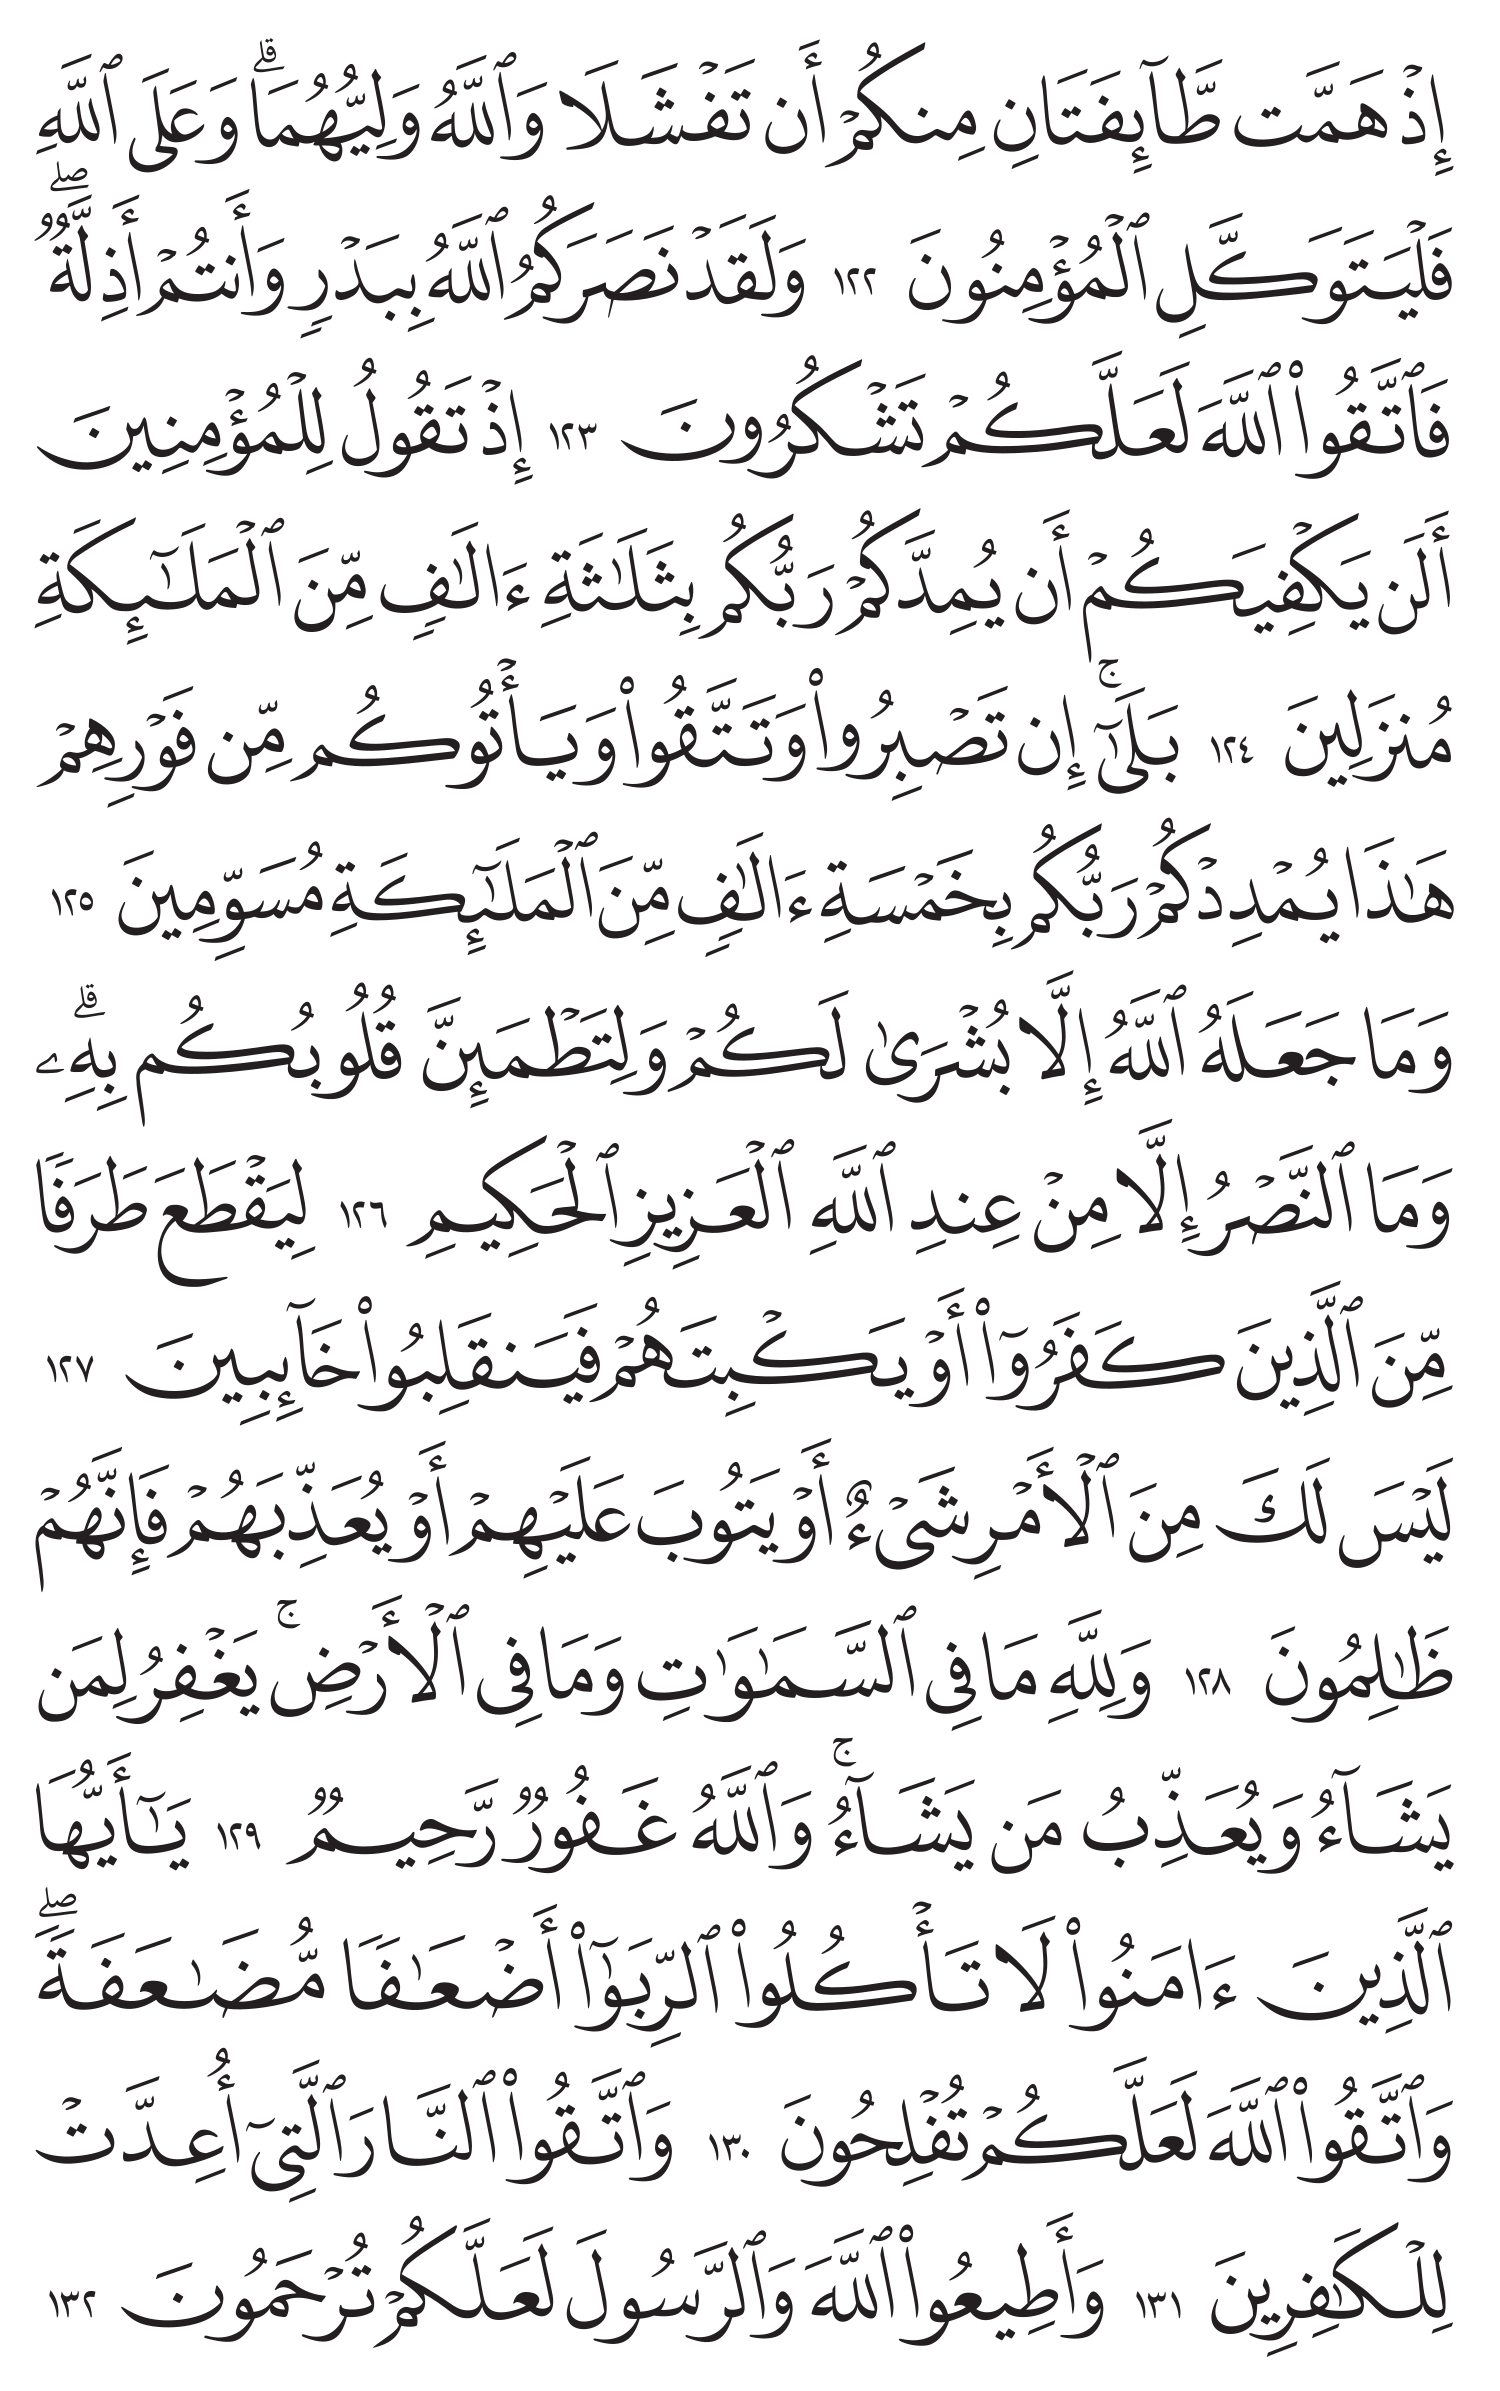 إِذْ هَمَّت طَّآئِفَتَانِ مِنكُمْ أَن تَفْشَلَا وَٱللَّهُ وَلِيُّهُمَاۗ وَعَلَى ٱللَّهِ
فَلْيَتَوَكَّلِ ٱلْمُؤْمِنُونَ ١٢٢ وَلَقَدْ نَصَرَكُمُ ٱللَّهُ بِبَدْرٍ وَأَنتُمْ أَذِلَّةٌۖ
فَٱتَّقُوا۟ ٱللَّهَ لَعَلَّكُمْ تَشْكُرُونَ ١٢٣ إِذْ تَقُولُ لِلْمُؤْمِنِينَ
أَلَن يَكْفِيَكُمْ أَن يُمِدَّكُمْ رَبُّكُم بِثَلَٰثَةِ ءَالَٰفٍ مِّنَ ٱلْمَلَٰٓئِكَةِ
مُنزَلِينَ ١٢٤ بَلَىٰٓۚ إِن تَصْبِرُوا۟ وَتَتَّقُوا۟ وَيَأْتُوكُم مِّن فَوْرِهِمْ
هَٰذَا يُمْدِدْكُمْ رَبُّكُم بِخَمْسَةِ ءَالَٰفٍ مِّنَ ٱلْمَلَٰٓئِكَةِ مُسَوِّمِينَ ١٢٥
وَمَا جَعَلَهُ ٱللَّهُ إِلَّا بُشْرَىٰ لَكُمْ وَلِتَطْمَئِنَّ قُلُوبُكُم بِهِۦۗ
وَمَا ٱلنَّصْرُ إِلَّا مِنْ عِندِ ٱللَّهِ ٱلْعَزِيزِ ٱلْحَكِيمِ ١٢٦ لِيَقْطَعَ طَرَفًا
مِّنَ ٱلَّذِينَ كَفَرُوٓا۟ أَوْ يَكْبِتَهُمْ فَيَنقَلِبُوا۟ خَآئِبِينَ ١٢٧
لَيْسَ لَكَ مِنَ ٱلْأَمْرِ شَىْءٌ أَوْ يَتُوبَ عَلَيْهِمْ أَوْ يُعَذِّبَهُمْ فَإِنَّهُمْ
ظَٰلِمُونَ ١٢٨ وَلِلَّهِ مَا فِى ٱلسَّمَٰوَٰتِ وَمَا فِى ٱلْأَرْضِۚ يَغْفِرُ لِمَن
يَشَآءُ وَيُعَذِّبُ مَن يَشَآءُۚ وَٱللَّهُ غَفُورٌ رَّحِيمٌ ١٢٩ يَٰٓأَيُّهَا
ٱلَّذِينَ ءَامَنُوا۟ لَا تَأْكُلُوا۟ ٱلرِّبَوٰٓا۟ أَضْعَٰفًا مُّضَٰعَفَةًۖ
وَٱتَّقُوا۟ ٱللَّهَ لَعَلَّكُمْ تُفْلِحُونَ ١٣٠ وَٱتَّقُوا۟ ٱلنَّارَ ٱلَّتِىٓ أُعِدَّتْ
لِلْكَٰفِرِينَ ١٣١ وَأَطِيعُوا۟ ٱللَّهَ وَٱلرَّسُولَ لَعَلَّكُمْ تُرْحَمُونَ ١٣٢